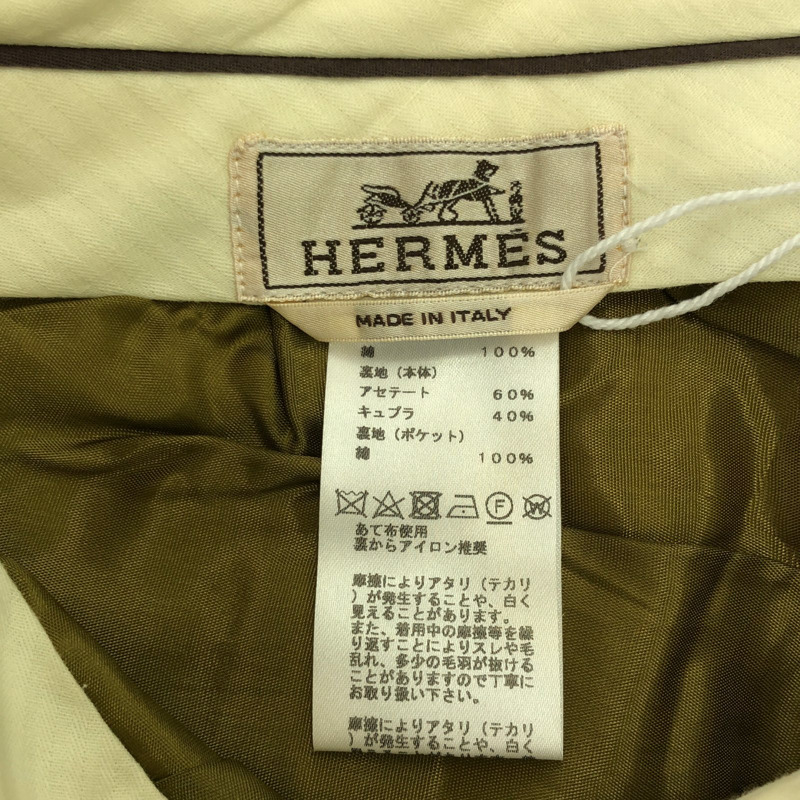 HERMÈS
MADE IN ITALY
綿 100%
裏地（本体）
アセテート 60%
キュプラ 40%
裏地（ポケット）
綿 100%
F W
あて布使用
裏からアイロン推奨
摩擦によりアタリ（テカリ
）が発生することや、白く
見えることがあります。
また、着用中の摩擦等を繰
り返すことによりスレや毛
乱れ、多少の毛羽が抜ける
ことがありますので丁寧に
お取り扱い下さい。
摩擦によりアタリ（テカリ
）が発生することや、白く